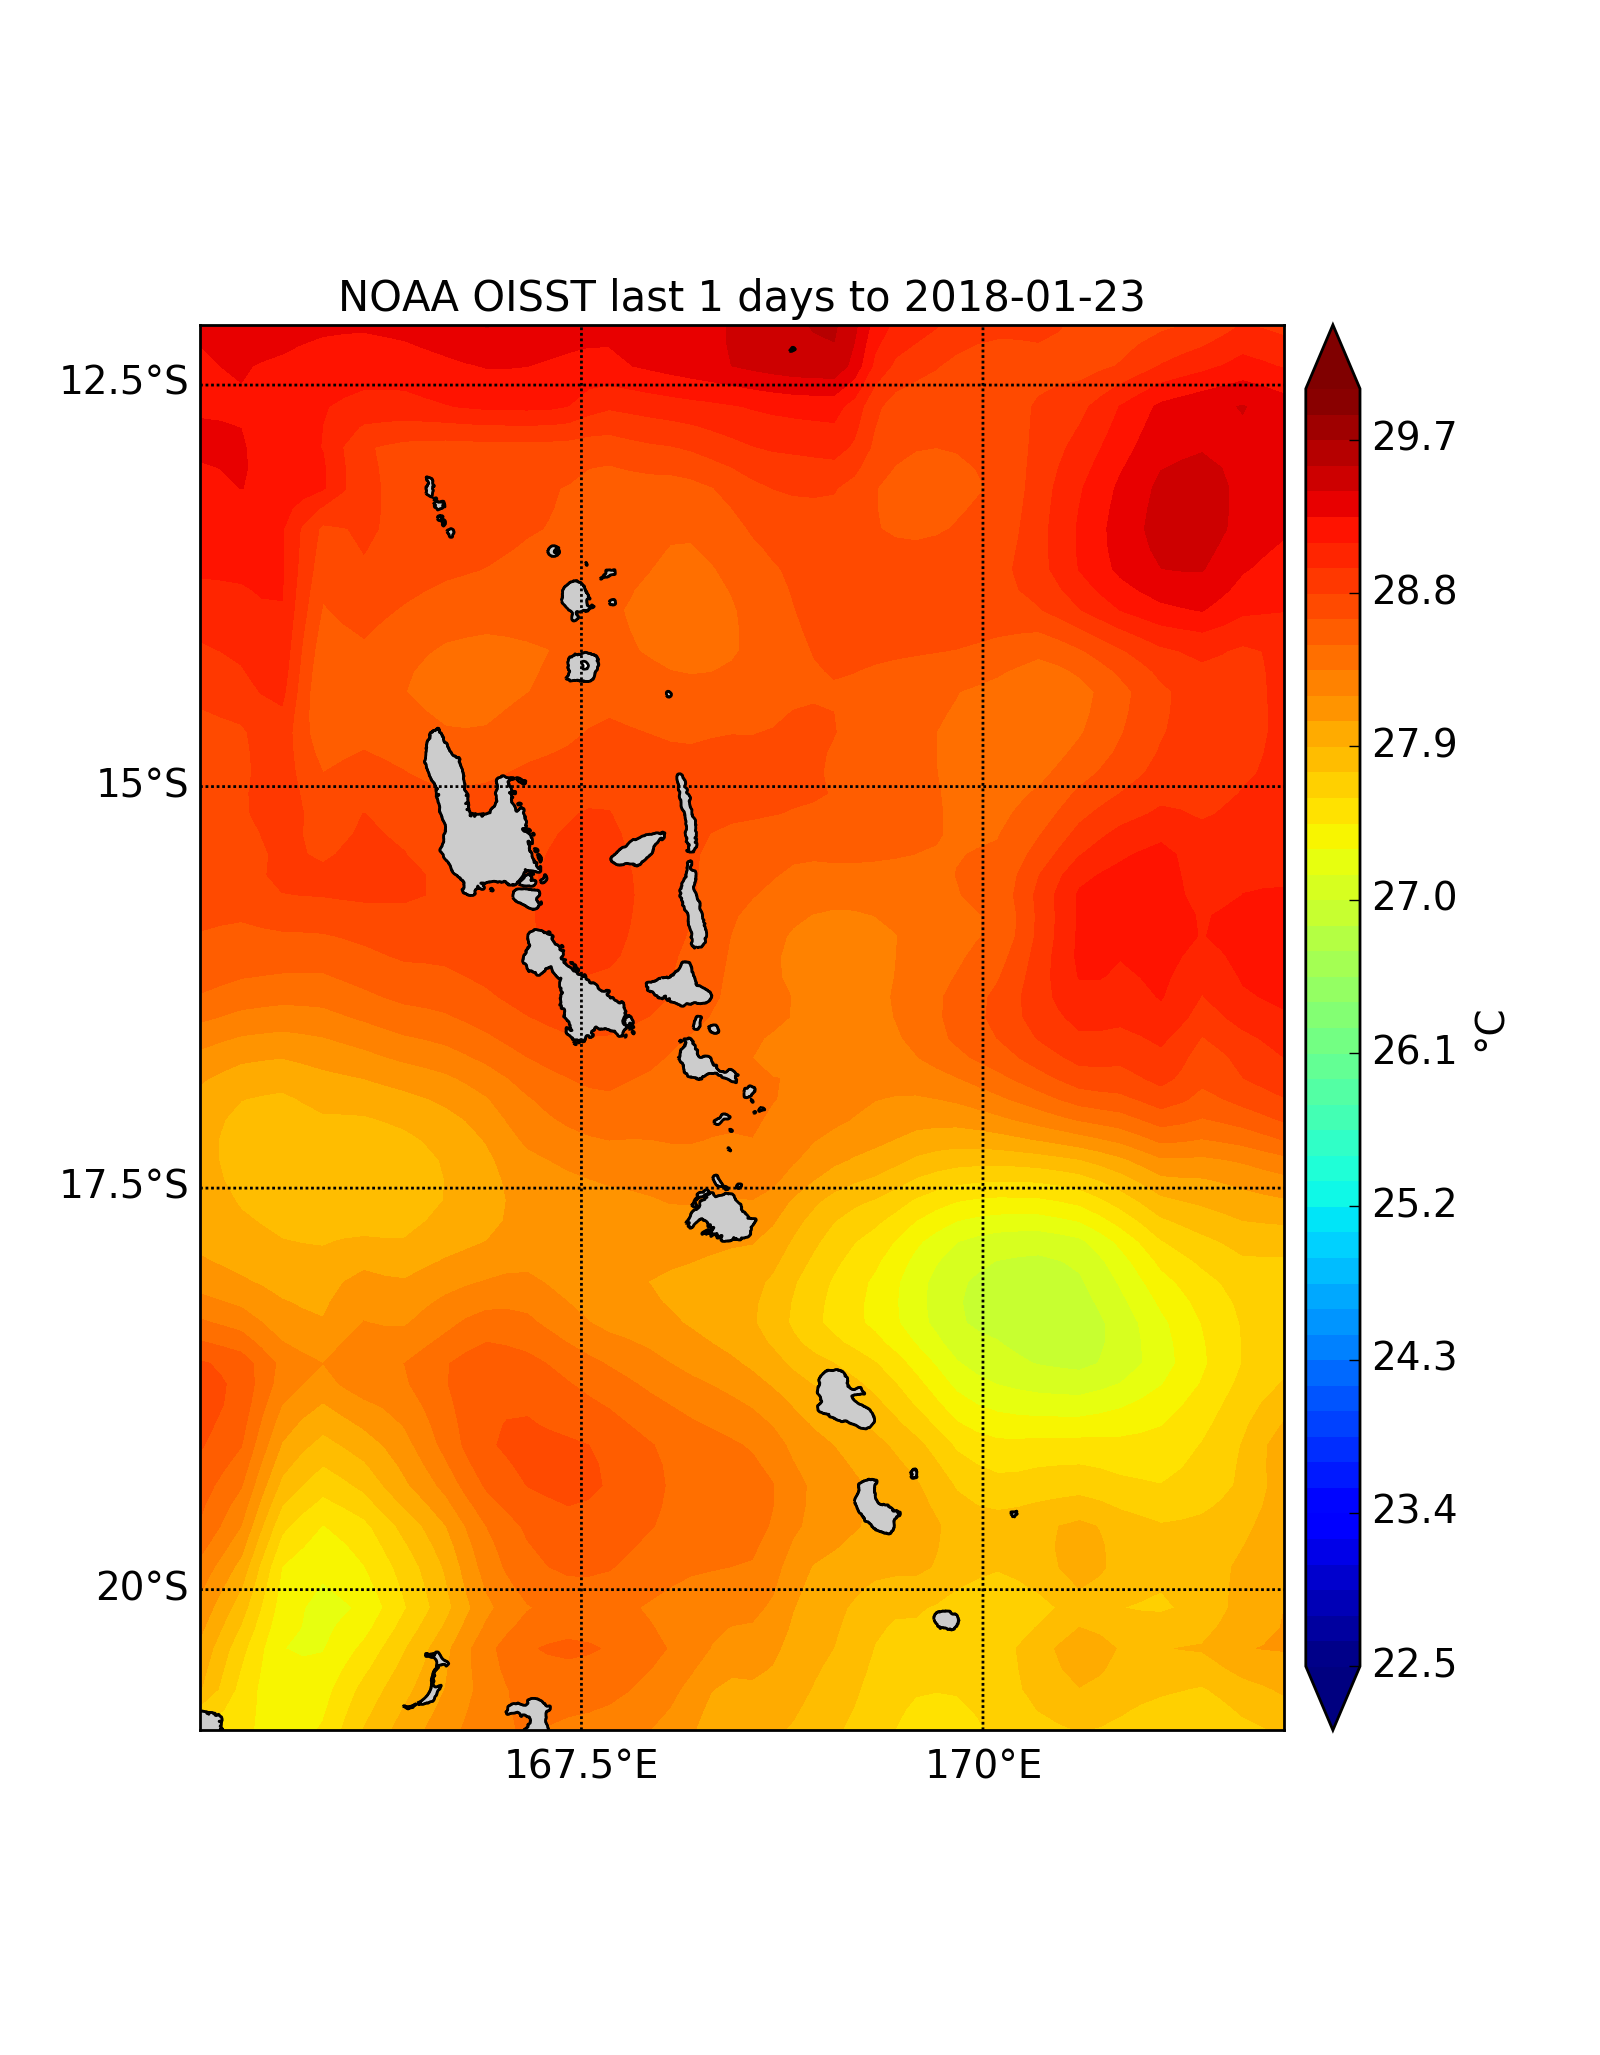 NOAA OISST last 1 days to 2018-01-23
12.5°S
15°S
17.5°S
20°S
167.5°E
170°E
29.7
28.8
27.9
27.0
26.1
25.2
24.3
23.4
22.5
°C